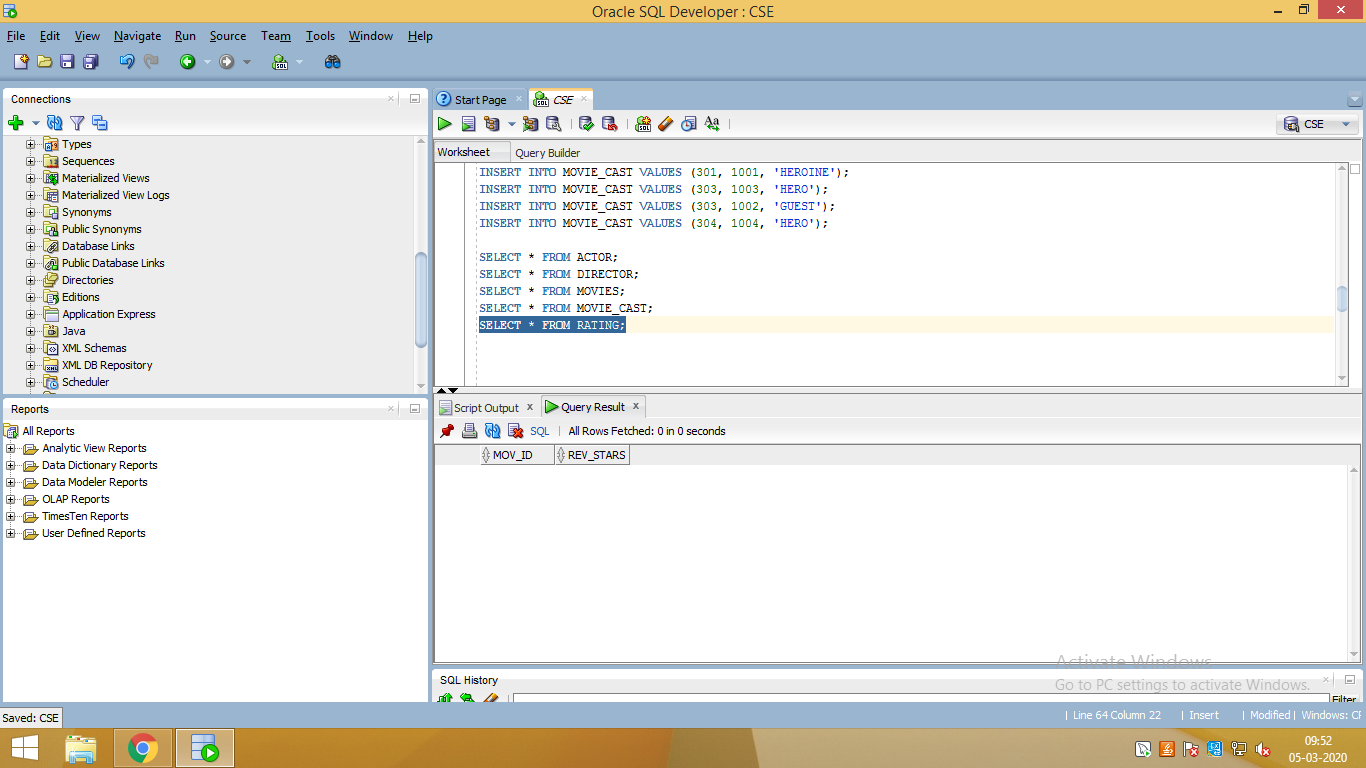 Oracle SQL Developer : CSE
File Edit View Navigate Run Source Team Tools Window Help
Connections
Types
Sequences
Materialized Views
Materialized View Logs
Synonyms
Public Synonyms
Database Links
Public Database Links
Directories
Editions
Application Express
Java
XML Schemas
XML DB Repository
Scheduler
Reports
All Reports
Analytic View Reports
Data Dictionary Reports
Data Modeler Reports
OLAP Reports
TimesTen Reports
User Defined Reports
Start Page CSE
CSE
Worksheet Query Builder
INSERT INTO MOVIE_CAST VALUES (301, 1001, 'HEROINE');
INSERT INTO MOVIE_CAST VALUES (303, 1003, 'HERO');
INSERT INTO MOVIE_CAST VALUES (303, 1002, 'GUEST');
INSERT INTO MOVIE_CAST VALUES (304, 1004, 'HERO');
SELECT * FROM ACTOR;
SELECT * FROM DIRECTOR;
SELECT * FROM MOVIES;
SELECT * FROM MOVIE_CAST;
SELECT * FROM RATING;
Script Output x Query Result x
SQL | All Rows Fetched: 0 in 0 seconds
MOV_ID REV_STARS
Activate Windows
Go to PC settings to activate Windows.
SQL History
Filter
Saved: CSE
| Line 64 Column 22 | Insert | Modified | Windows: CF
09:52
05-03-2020